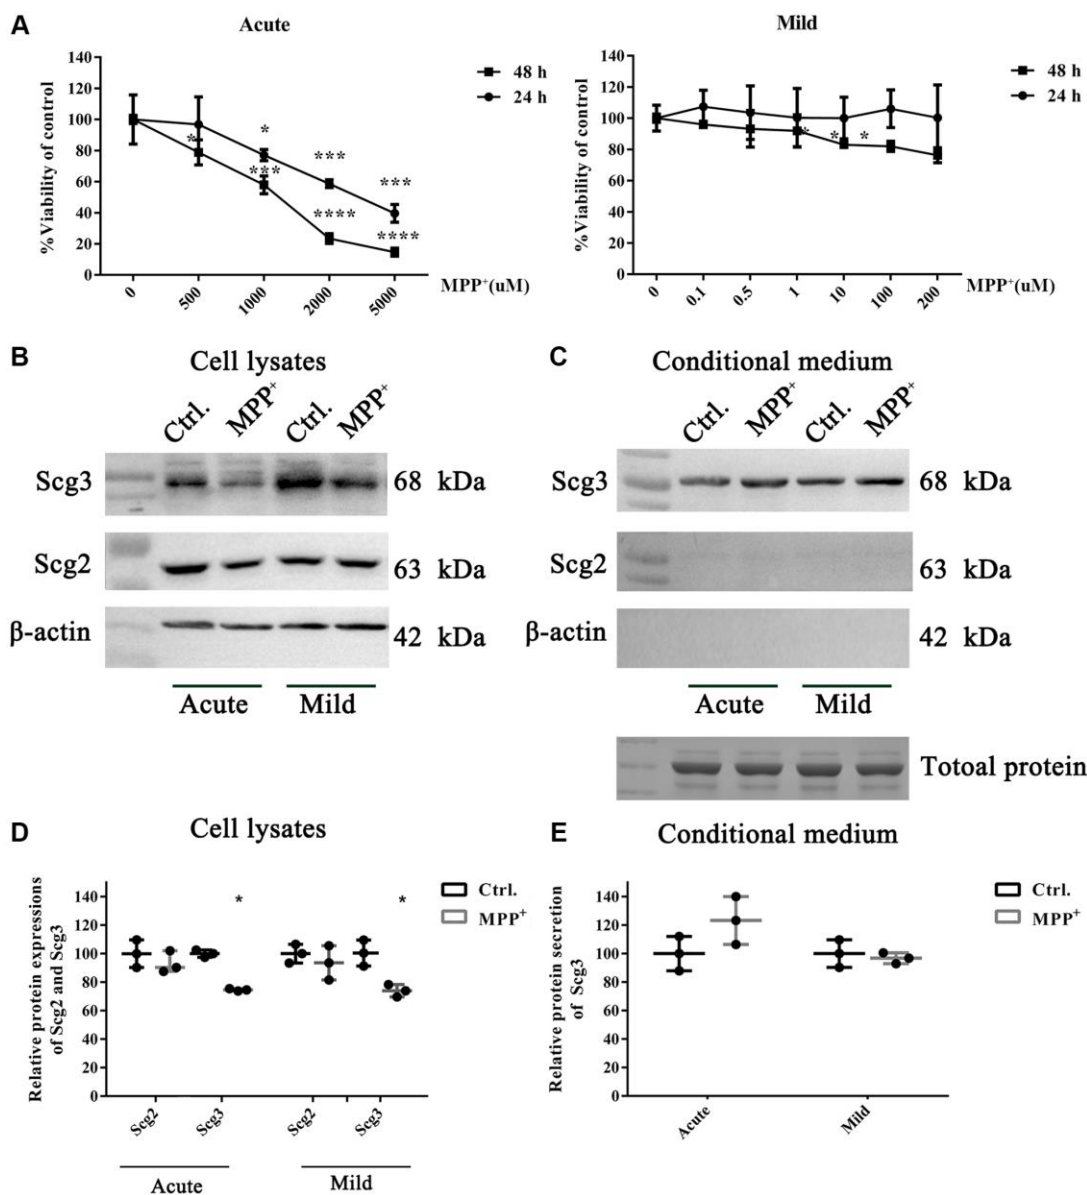 A
Acute
% Viability of control
140
120
100
80
60
40
20
0
* * *** *** *** **** ****
0 500 1000 2000 5000
MPP+(uM)
48 h
24 h
Mild
% Viability of control
140
120
100
80
60
40
20
0
* * *
0 0.1 0.5 1 10 100 200
MPP+(uM)
48 h
24 h
B
Cell lysates
Ctrl. MPP+ Ctrl. MPP+
Scg3 68 kDa
Scg2 63 kDa
β-actin 42 kDa
Acute Mild
C
Conditional medium
Ctrl. MPP+ Ctrl. MPP+
Scg3 68 kDa
Scg2 63 kDa
β-actin 42 kDa
Acute Mild
Totoal protein
D
Cell lysates
Relative protein expressions
of Scg2 and Scg3
140
120
100
80
60
40
20
0
* *
Ctrl.
MPP+
Scg2 Scg3 Scg2 Scg3
Acute Mild
E
Conditional medium
Relative protein secretion
of Scg3
140
120
100
80
60
40
20
0
Ctrl.
MPP+
Acute Mild